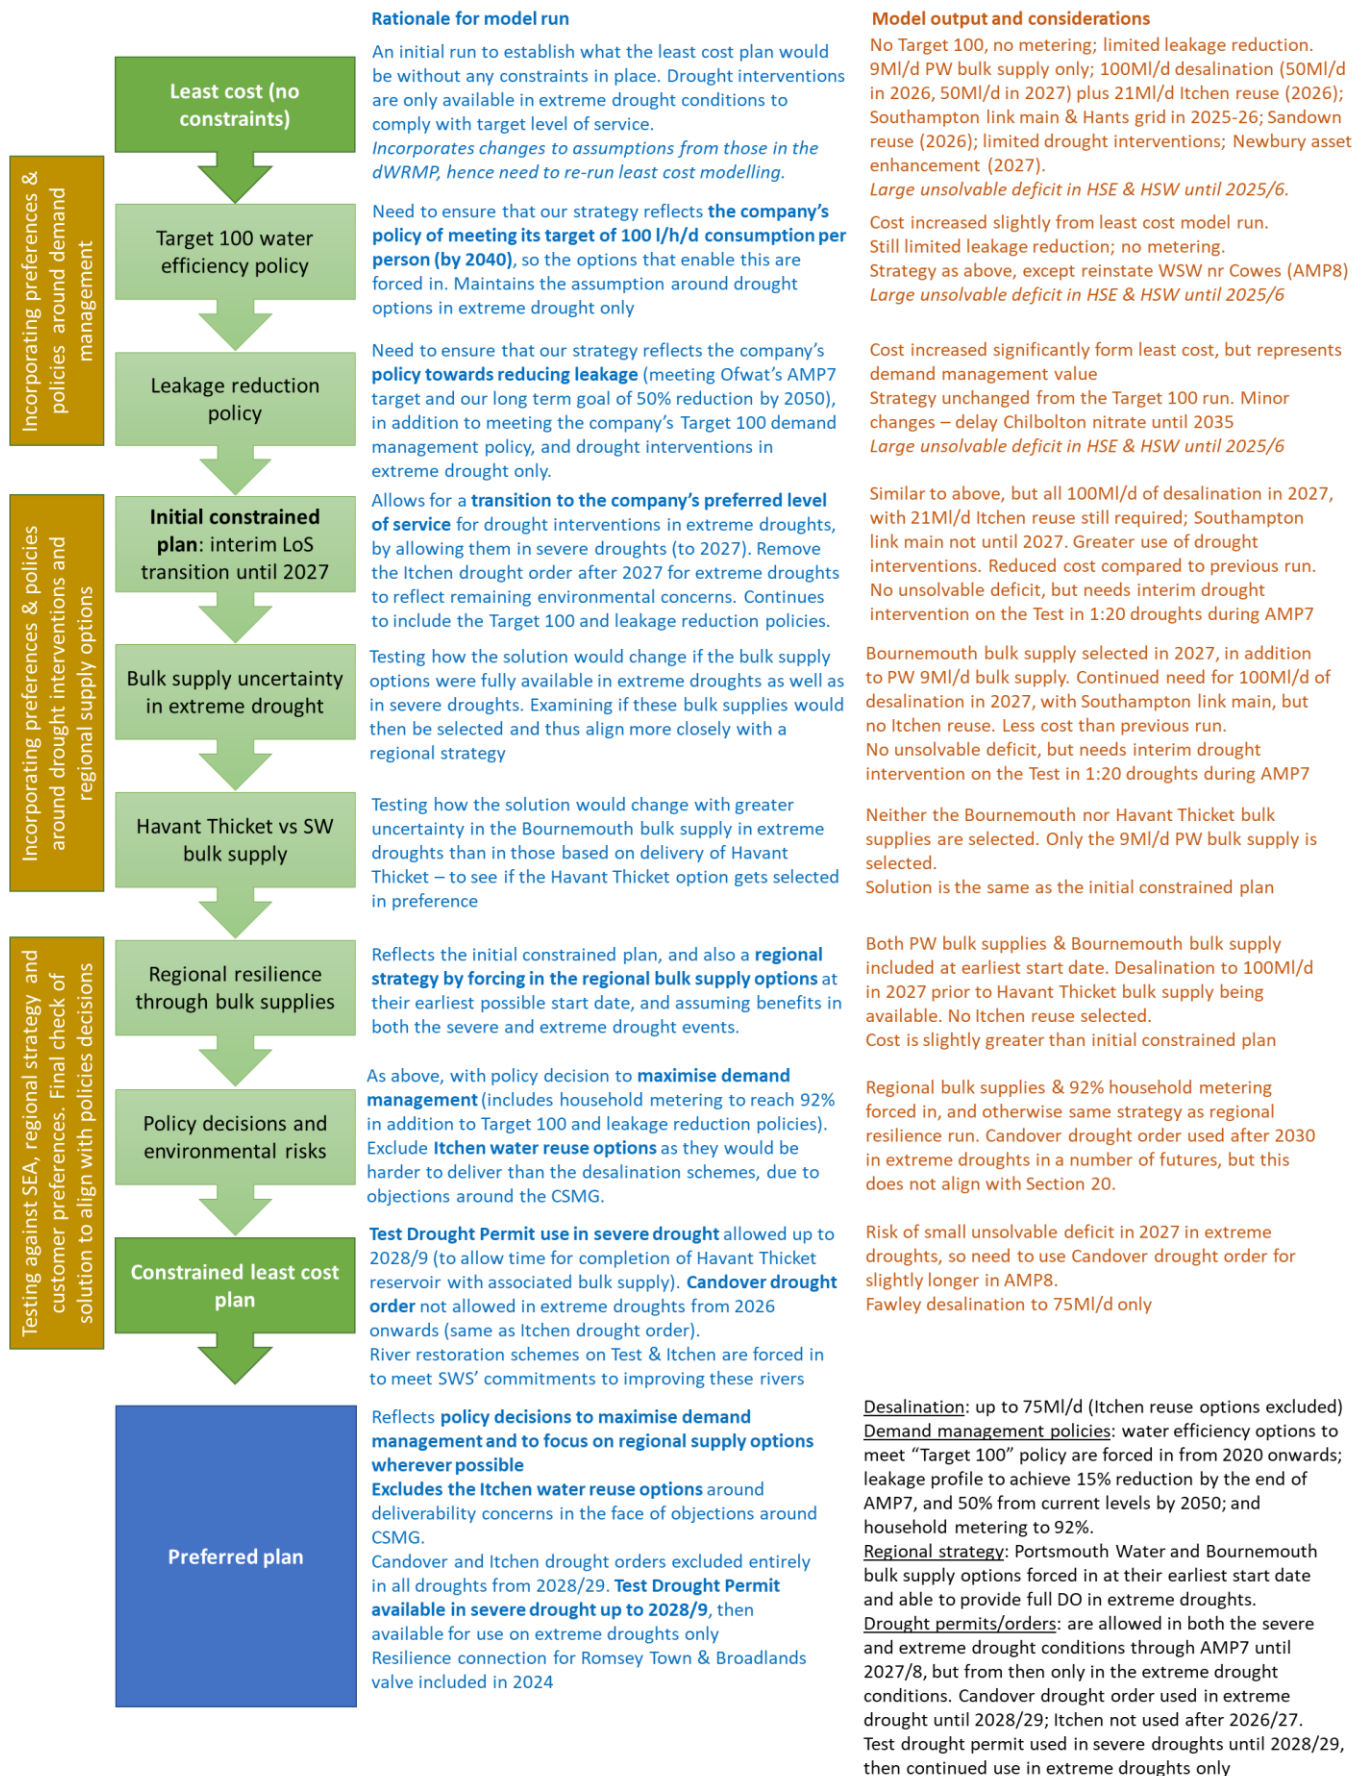 Rationale for model run
Model output and considerations
Least cost (no
constraints)
An initial run to establish what the least cost plan would
be without any constraints in place. Drought interventions
are only available in extreme drought conditions to
comply with target level of service.
Incorporates changes to assumptions from those in the
dWRMP, hence need to re-run least cost modelling.
No Target 100, no metering; limited leakage reduction.
9Ml/d PW bulk supply only; 100Ml/d desalination (50Ml/d
in 2026, 50Ml/d in 2027) plus 21Ml/d Itchen reuse (2026);
Southampton link main & Hants grid in 2025-26; Sandown
reuse (2026); limited drought interventions; Newbury asset
enhancement (2027).
Large unsolvable deficit in HSE & HSW until 2025/6.
Incorporating preferences &
policies around demand
management
Target 100 water
efficiency policy
Need to ensure that our strategy reflects the company's
policy of meeting its target of 100 l/h/d consumption per
person (by 2040), so the options that enable this are
forced in. Maintains the assumption around drought
options in extreme drought only
Cost increased slightly from least cost model run.
Still limited leakage reduction; no metering.
Strategy as above, except reinstate WSW nr Cowes (AMP8)
Large unsolvable deficit in HSE & HSW until 2025/6
Leakage reduction
policy
Need to ensure that our strategy reflects the company's
policy towards reducing leakage (meeting Ofwat's AMP7
target and our long term goal of 50% reduction by 2050),
in addition to meeting the company's Target 100 demand
management policy, and drought interventions in
extreme drought only.
Cost increased significantly form least cost, but represents
demand management value
Strategy unchanged from the Target 100 run. Minor
changes – delay Chilbolton nitrate until 2035
Large unsolvable deficit in HSE & HSW until 2025/6
Incorporating preferences & policies
around drought interventions and
regional supply options
Initial constrained
plan: interim LoS
transition until 2027
Allows for a transition to the company's preferred level
of service for drought interventions in extreme droughts,
by allowing them in severe droughts (to 2027). Remove
the Itchen drought order after 2027 for extreme droughts
to reflect remaining environmental concerns. Continues
to include the Target 100 and leakage reduction policies.
Similar to above, but all 100Ml/d of desalination in 2027,
with 21Ml/d Itchen reuse still required; Southampton
link main not until 2027. Greater use of drought
interventions. Reduced cost compared to previous run.
No unsolvable deficit, but needs interim drought
intervention on the Test in 1:20 droughts during AMP7
Bulk supply uncertainty
in extreme drought
Testing how the solution would change if the bulk supply
options were fully available in extreme droughts as well as
in severe droughts. Examining if these bulk supplies would
then be selected and thus align more closely with a
regional strategy
Bournemouth bulk supply selected in 2027, in addition
to PW 9Ml/d bulk supply. Continued need for 100Ml/d of
desalination in 2027, with Southampton link main, but
no Itchen reuse. Less cost than previous run.
No unsolvable deficit, but needs interim drought
intervention on the Test in 1:20 droughts during AMP7
Havant Thicket vs SW
bulk supply
Testing how the solution would change with greater
uncertainty in the Bournemouth bulk supply in extreme
droughts than in those based on delivery of Havant
Thicket – to see if the Havant Thicket option gets selected
in preference
Neither the Bournemouth nor Havant Thicket bulk
supplies are selected. Only the 9Ml/d PW bulk supply is
selected.
Solution is the same as the initial constrained plan
Testing against SEA, regional strategy and
customer preferences. Final check of
solution to align with policies decisions
Regional resilience
through bulk supplies
Reflects the initial constrained plan, and also a regional
strategy by forcing in the regional bulk supply options at
their earliest possible start date, and assuming benefits in
both the severe and extreme drought events.
Both PW bulk supplies & Bournemouth bulk supply
included at earliest start date. Desalination to 100Ml/d
in 2027 prior to Havant Thicket bulk supply being
available. No Itchen reuse selected.
Cost is slightly greater than initial constrained plan
Policy decisions and
environmental risks
As above, with policy decision to maximise demand
management (includes household metering to reach 92%
in addition to Target 100 and leakage reduction policies).
Exclude Itchen water reuse options as they would be
harder to deliver than the desalination schemes, due to
objections around the CSMG.
Regional bulk supplies & 92% household metering
forced in, and otherwise same strategy as regional
resilience run. Candover drought order used after 2030
in extreme droughts in a number of futures, but this
does not align with Section 20.
Constrained least cost
plan
Test Drought Permit use in severe drought allowed up to
2028/9 (to allow time for completion of Havant Thicket
reservoir with associated bulk supply). Candover drought
order not allowed in extreme droughts from 2026
onwards (same as Itchen drought order).
River restoration schemes on Test & Itchen are forced in
to meet SWS' commitments to improving these rivers
Risk of small unsolvable deficit in 2027 in extreme
droughts, so need to use Candover drought order for
slightly longer in AMP8.
Fawley desalination to 75Ml/d only
Preferred plan
Reflects policy decisions to maximise demand
management and to focus on regional supply options
wherever possible
Excludes the Itchen water reuse options around
deliverability concerns in the face of objections around
CSMG.
Candover and Itchen drought orders excluded entirely
in all droughts from 2028/29. Test Drought Permit
available in severe drought up to 2028/9, then
available for use on extreme droughts only
Resilience connection for Romsey Town & Broadlands
valve included in 2024
Desalination: up to 75Ml/d (Itchen reuse options excluded)
Demand management policies: water efficiency options to
meet "Target 100" policy are forced in from 2020 onwards;
leakage profile to achieve 15% reduction by the end of
AMP7, and 50% from current levels by 2050; and
household metering to 92%.
Regional strategy: Portsmouth Water and Bournemouth
bulk supply options forced in at their earliest start date
and able to provide full DO in extreme droughts.
Drought permits/orders: are allowed in both the severe
and extreme drought conditions through AMP7 until
2027/8, but from then only in the extreme drought
conditions. Candover drought order used in extreme
drought until 2028/29; Itchen not used after 2026/27.
Test drought permit used in severe droughts until 2028/29,
then continued use in extreme droughts only